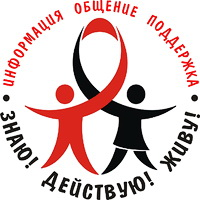 ИНФОРМАЦИЯ ОБЩЕНИЕ ПОДДЕРЖКА
ЗНАЮ! ДЕЙСТВУЮ! ЖИВУ!